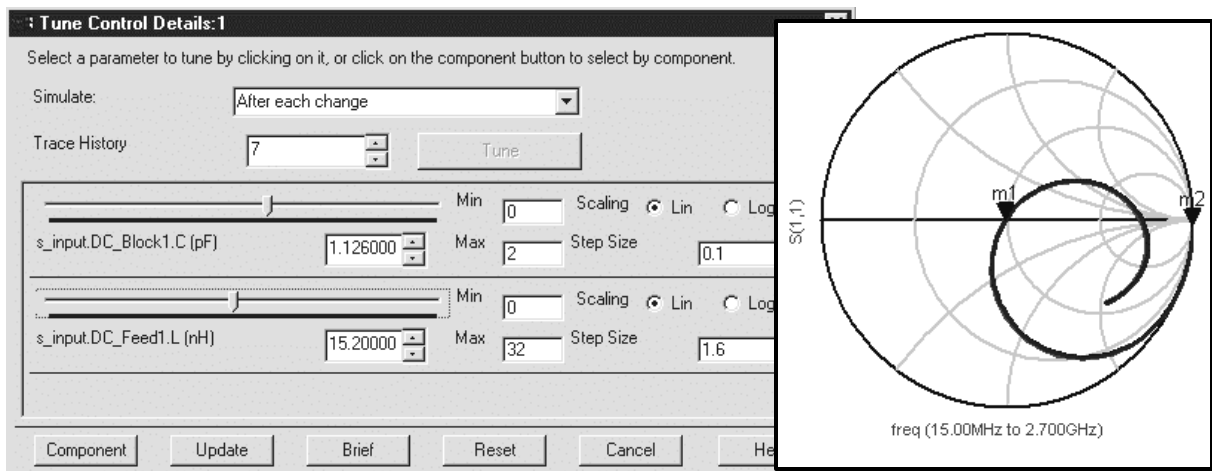 Tune Control Details:1
Select a parameter to tune by clicking on it, or click on the component button to select by component.
Simulate: After each change
Trace History 7 Tune
Min 0 Scaling Lin Log
s_input.DC_Block1.C (pF) 1.126000 Max 2 Step Size 0.1
Min 0 Scaling Lin Log
s_input.DC_Feed1.L (nH) 15.20000 Max 32 Step Size 1.6
Component Update Brief Reset Cancel He
S(1,1)
m1 m2
freq (15.00MHz to 2.700GHz)